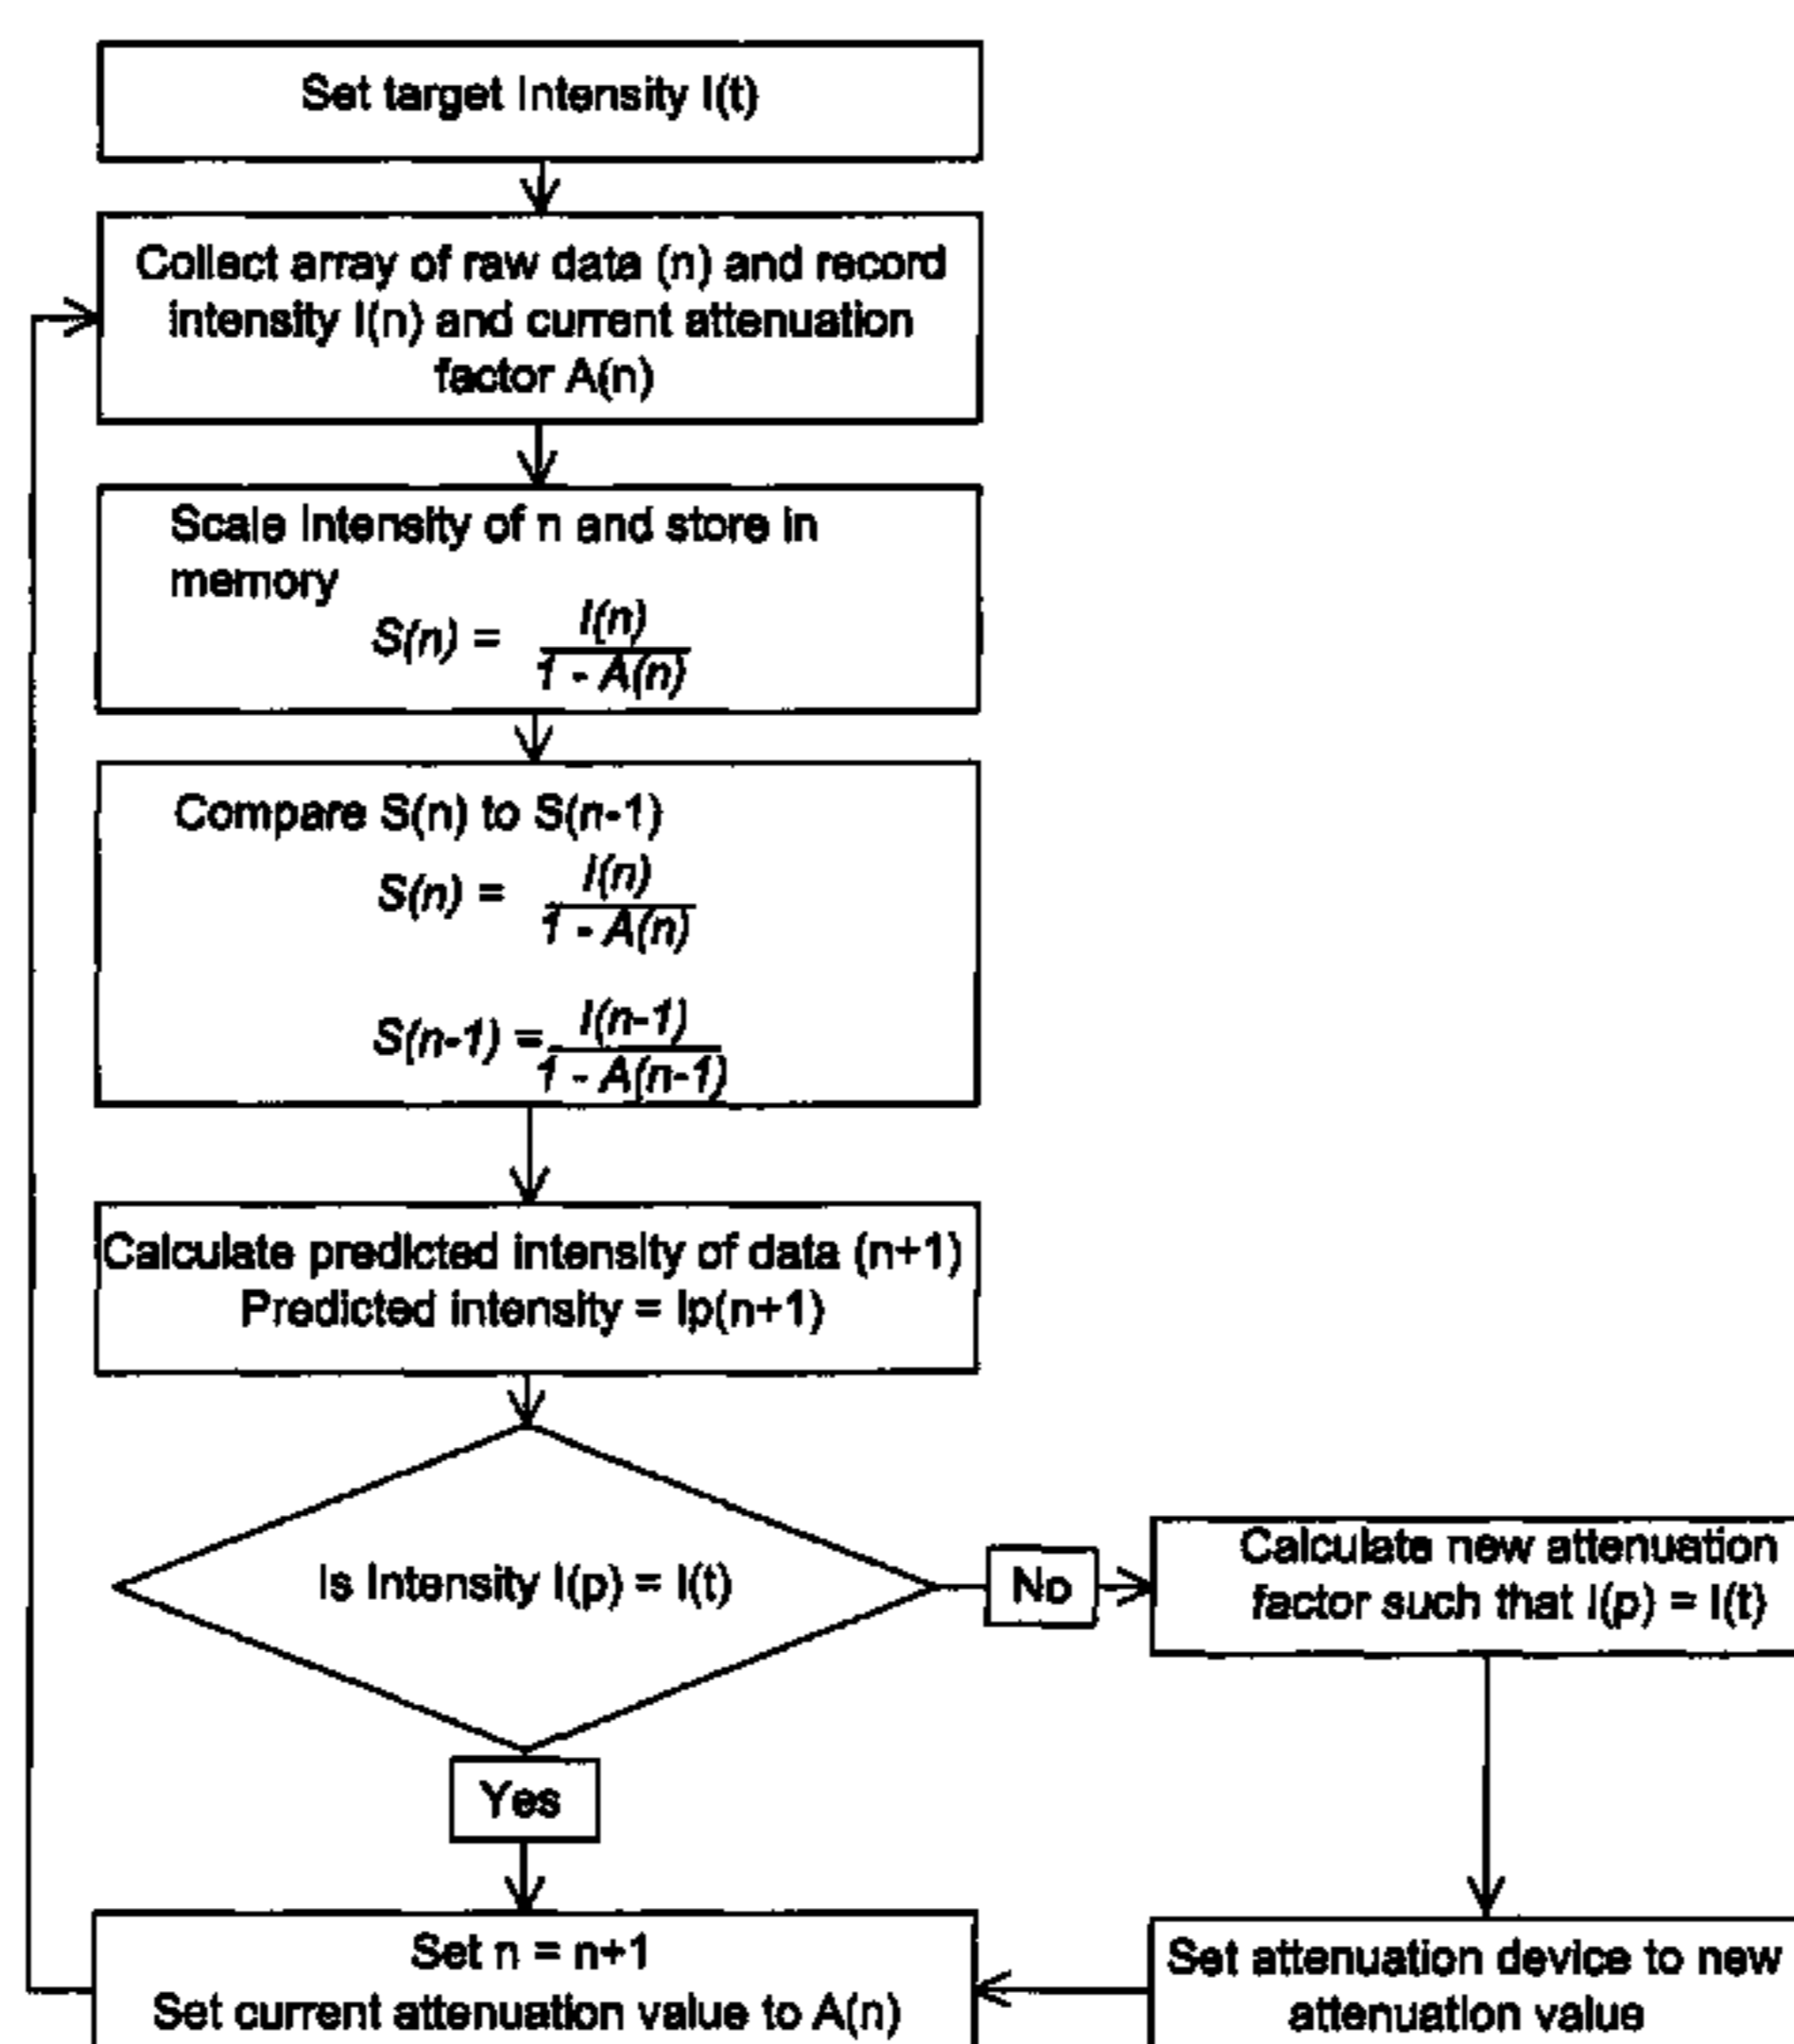 Set target Intensity I(t)
Collect array of raw data (n) and record
intensity I(n) and current attenuation
factor A(n)
Scale Intensity of n and store in
memory
S(n) = I(n)
1 - A(n)
Compare S(n) to S(n-1)
S(n) = I(n)
1 - A(n)
S(n-1) = I(n-1)
1 - A(n-1)
Calculate predicted intensity of data (n+1)
Predicted intensity = Ip(n+1)
Is Intensity I(p) = I(t)
No
Calculate new attenuation
factor such that I(p) = I(t)
Yes
Set n = n+1
Set current attenuation value to A(n)
Set attenuation device to new
attenuation value